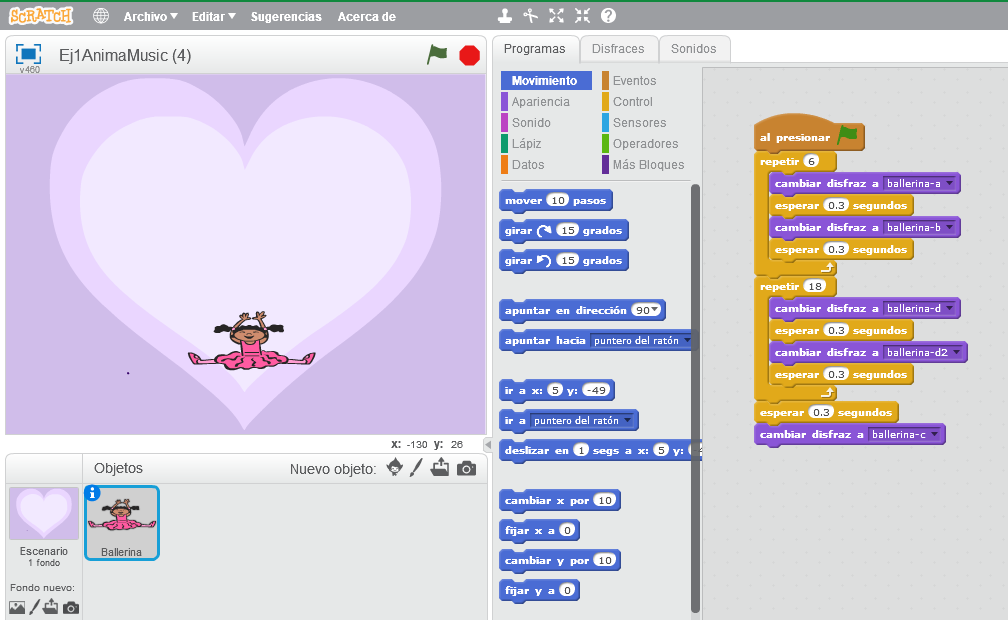 SCRATCH Archivo Editar Sugerencias Acerca de
v460 Ej1AnimaMusic (4)
x: -130 y: 26
Objetos Nuevo objeto:
Escenario
1 fondo
Ballerina
Fondo nuevo:
Programas Disfraces Sonidos
Movimiento Eventos
Apariencia Control
Sonido Sensores
Lápiz Operadores
Datos Más Bloques
mover 10 pasos
girar 15 grados
girar 15 grados
apuntar en dirección 90
apuntar hacia puntero del ratón
ir a x: 5 y: -49
ir a puntero del ratón
deslizar en 1 segs a x: 5 y:
cambiar x por 10
fijar x a 0
cambiar y por 10
fijar y a 0
al presionar
repetir 6
cambiar disfraz a ballerina-a
esperar 0.3 segundos
cambiar disfraz a ballerina-b
esperar 0.3 segundos
repetir 18
cambiar disfraz a ballerina-d
esperar 0.3 segundos
cambiar disfraz a ballerina-d2
esperar 0.3 segundos
esperar 0.3 segundos
cambiar disfraz a ballerina-c